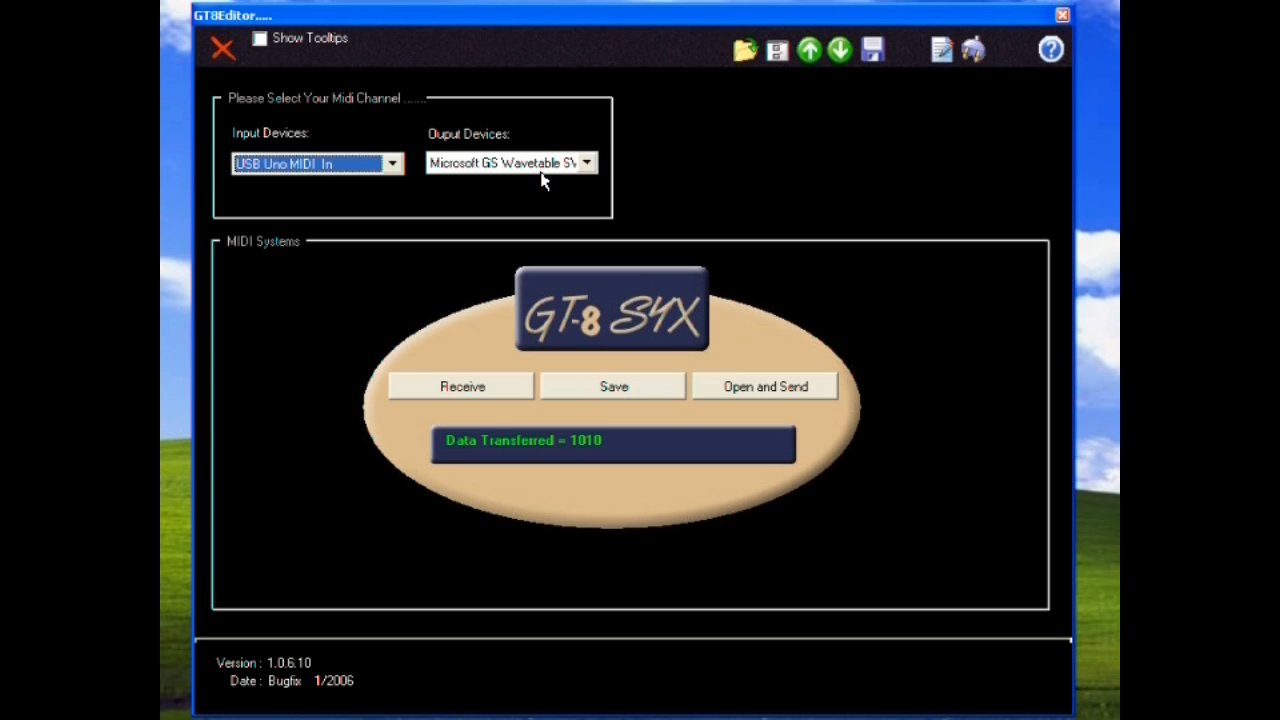 GT8Editor.....
Show Tooltips
Please Select Your Midi Channel .......
Input Devices:
Ouput Devices:
USB Uno MIDI In
Microsoft GS Wavetable SW
MIDI Systems
GT-8 SYX
Receive
Save
Open and Send
Data Transferred = 1010
Version : 1.0.6.10
Date : Bugfix 1/2006